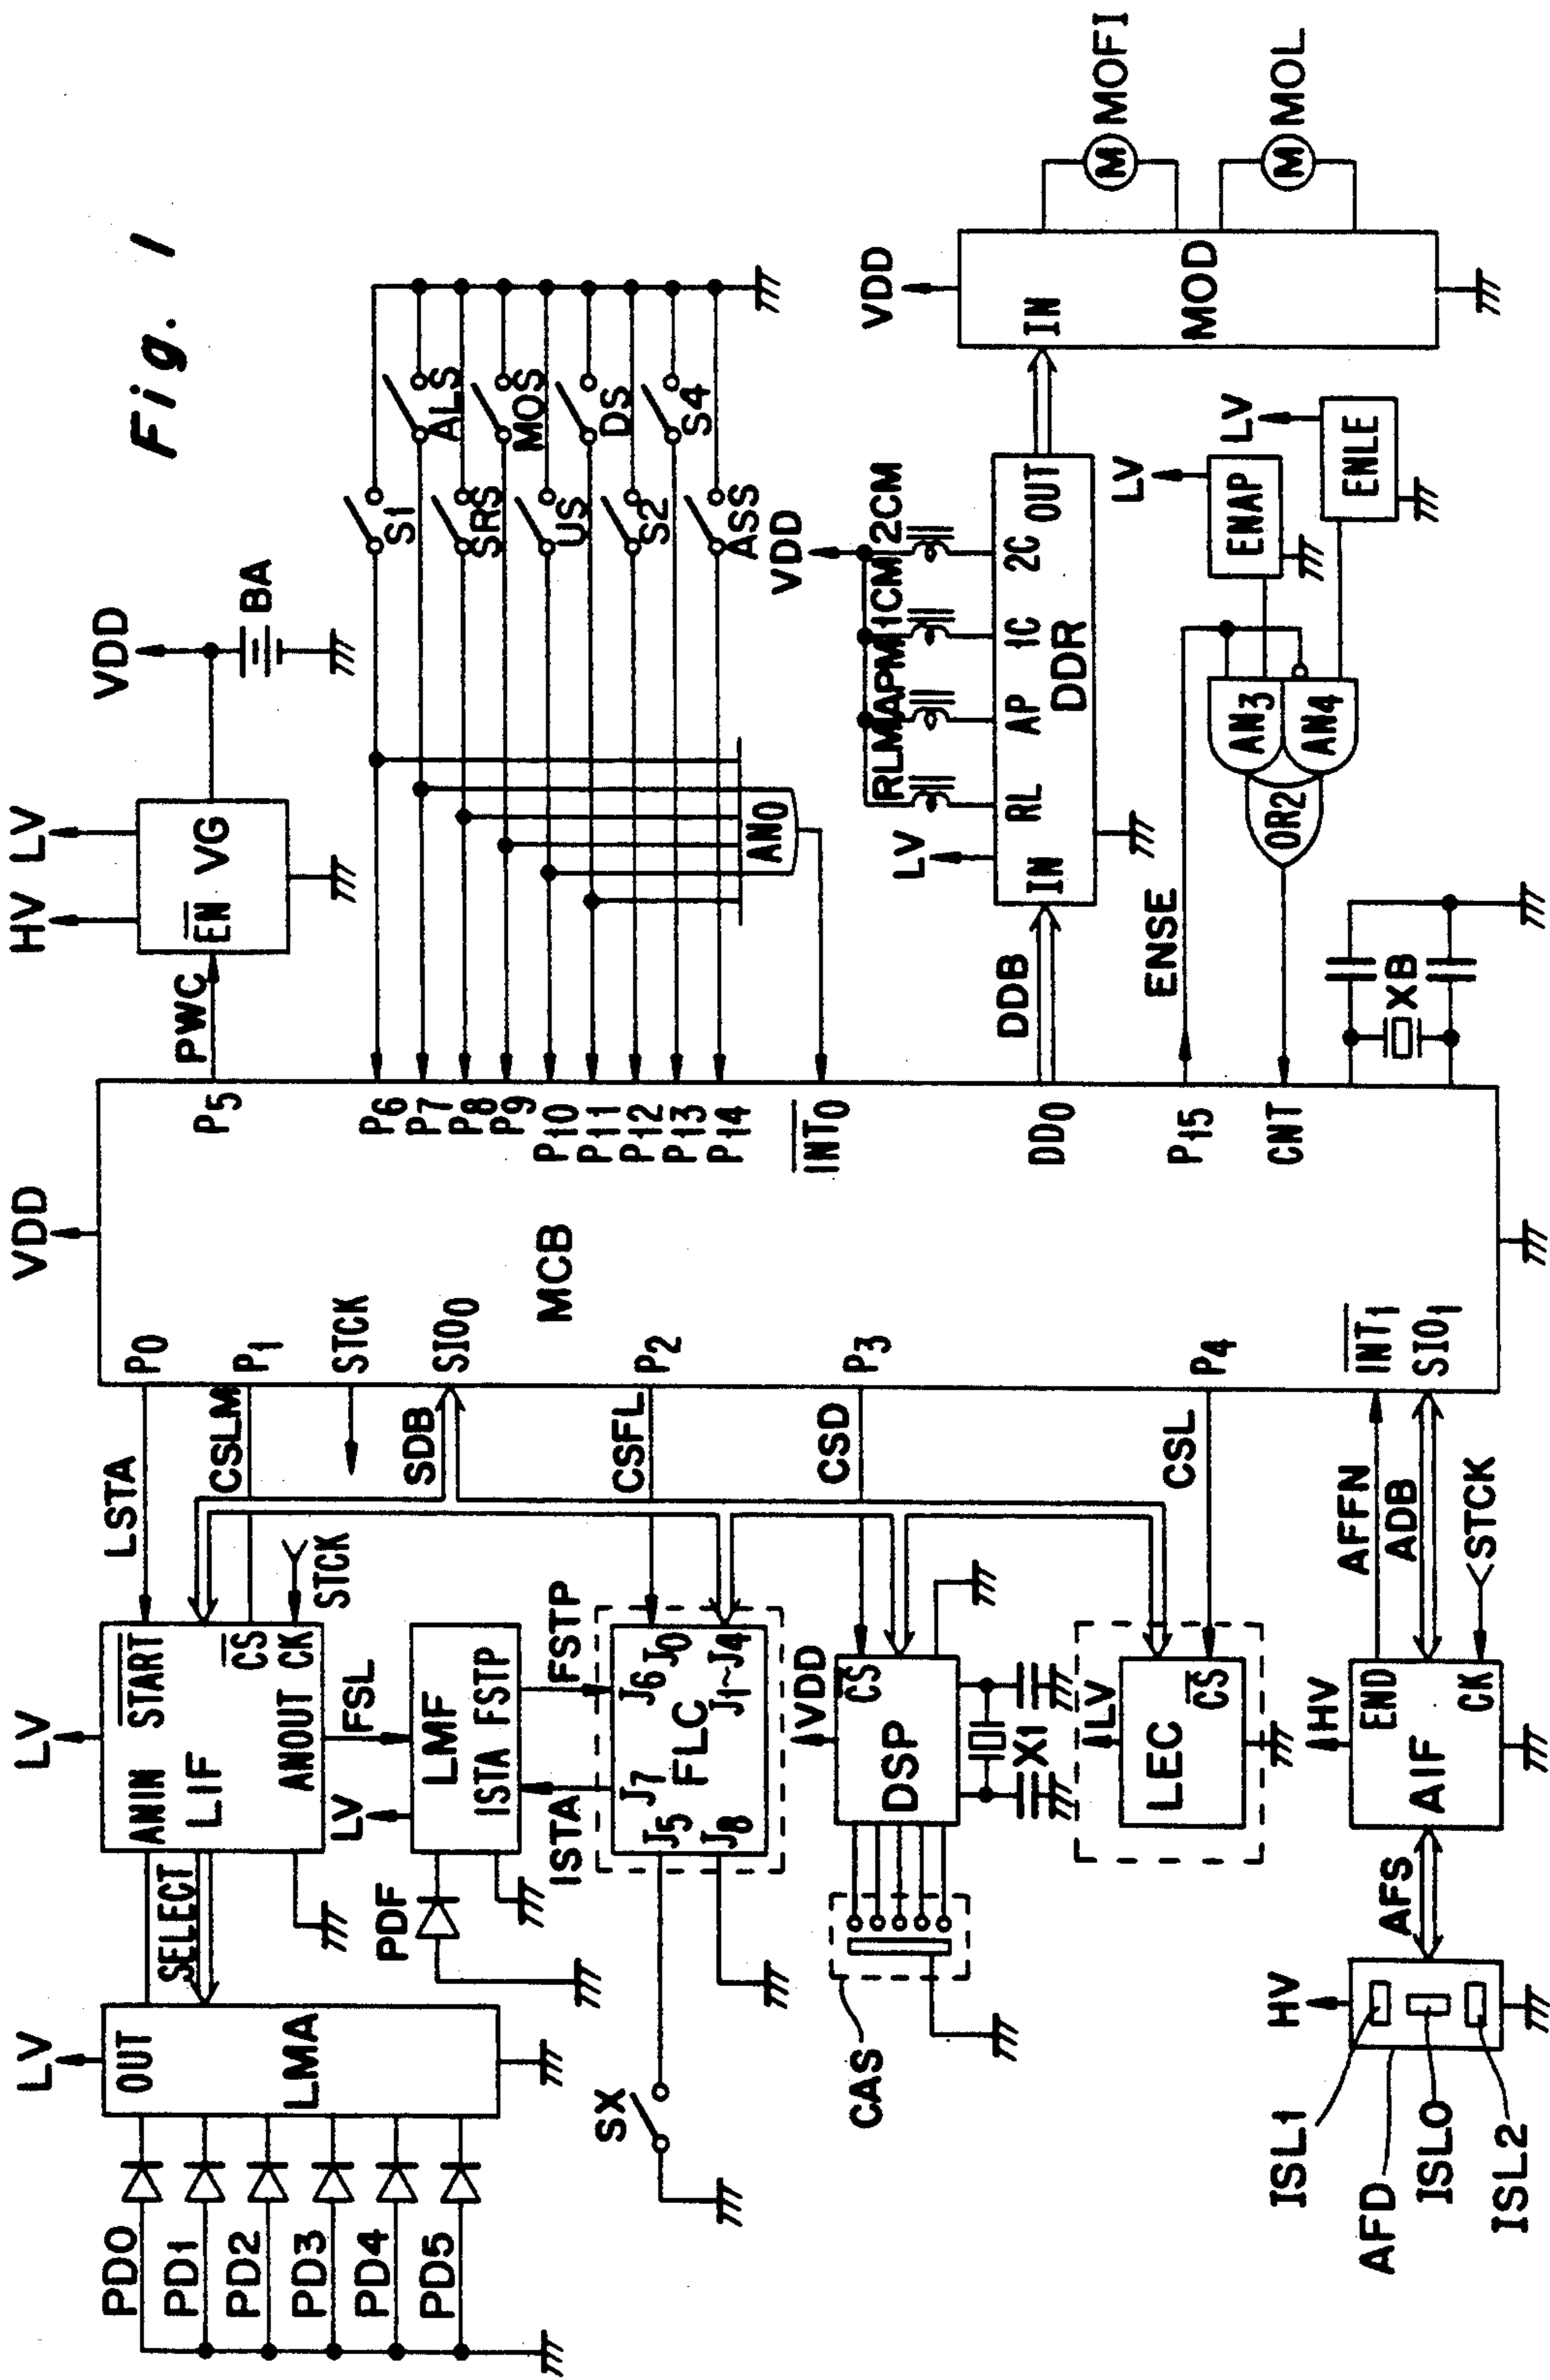 Fig. 1
VDD
HV LV
VDD
LV
LV
PWC
EN VG
BA
P5
P0
LSTA
START
ANIN
OUT
PD0
S1
ALS
P6
P1
CSLM
CS
LIF
SELECT
LMA
PD1
SRS
MOS
P7
P8
P9
STCK
CK
STCK
ANOUT
PD2
US
DS
P10
P11
SIO0
SDB
FSL
PD3
S2
S4
P12
P13
MCB
LMF
LV
PDF
PD4
ASS
P14
FSTP
ISTA
FSTP
ISTA
PD5
AN0
INT0
P2
CSFL
J0
J6
J7
J5
J1~J4
FLC
J8
SX
VDD
RLM APM 1CM 2CM
LV
VDD
P3
CSD
VDD
CS
DSP
CAS
X1
RL AP 1C 2C
IN DDR OUT
DDB
DD0
IN
MOD
M MOFI
M MOL
ENSE
P15
LV
ENAP
LV
ENLE
AN3
AN4
OR2
CNT
P4
CSL
LV
CS
LEC
XB
INT1
AFFN
END
HV
HV
ISL1
SIO1
ADB
AIF
AFS
AFD
ISL0
STCK
CK
ISL2